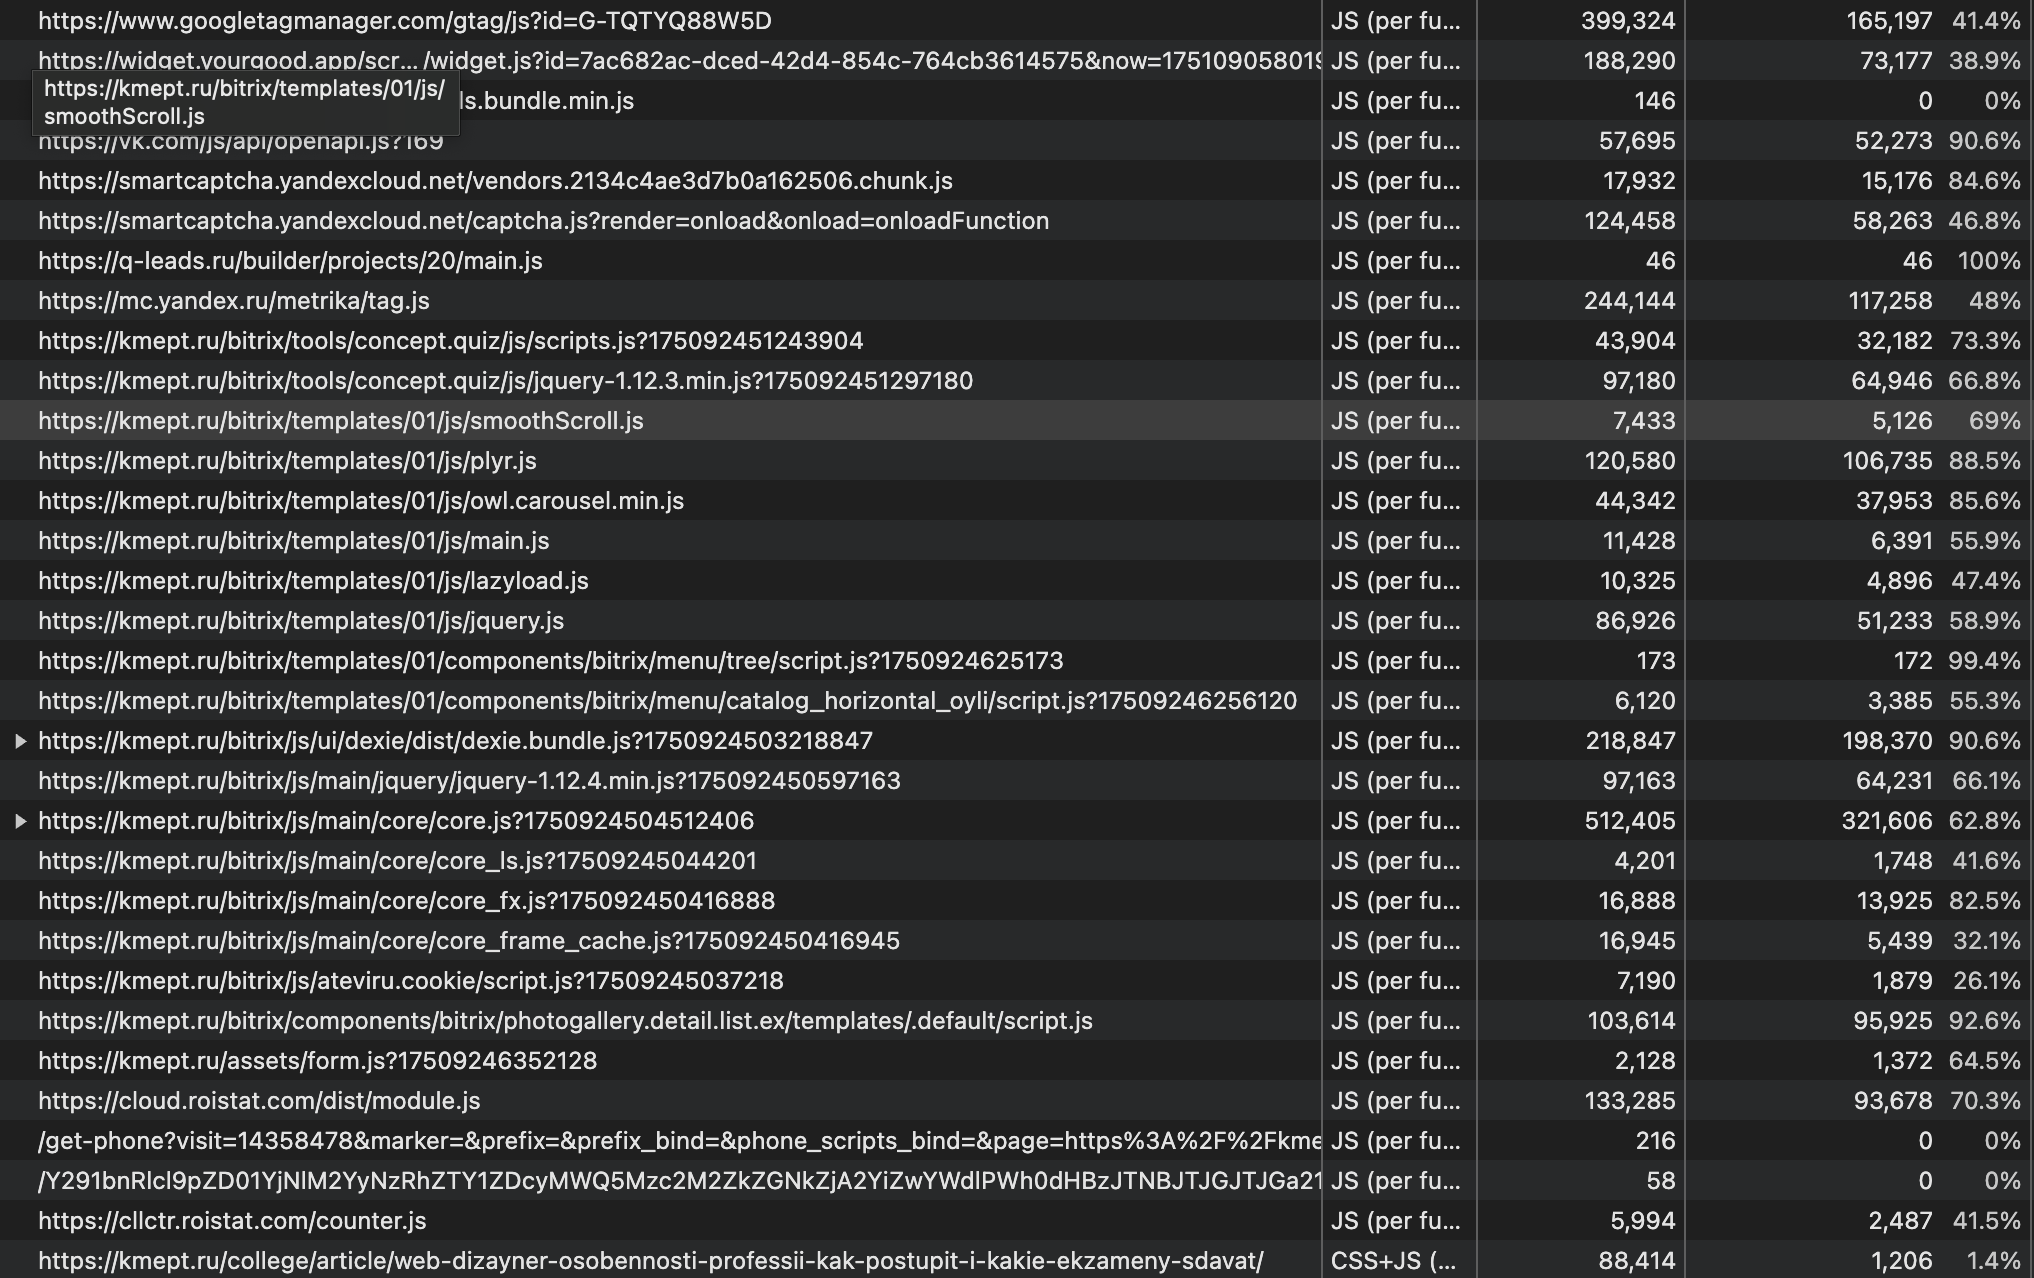 https://www.googletagmanager.com/gtag/js?id=G-TQTYQ88W5D JS (per fu... 399,324 165,197 41.4%
https://widget.yourgood.app/scr… /widget.js?id=7ac682ac-dced-42d4-854c-764cb3614575&now=175109058019 JS (per fu... 188,290 73,177 38.9%
https://kmept.ru/bitrix/templates/01/js/
smoothScroll.js
ls.bundle.min.js JS (per fu... 146 0 0%
https://vk.com/js/api/openapi.js?169 JS (per fu... 57,695 52,273 90.6%
https://smartcaptcha.yandexcloud.net/vendors.2134c4ae3d7b0a162506.chunk.js JS (per fu... 17,932 15,176 84.6%
https://smartcaptcha.yandexcloud.net/captcha.js?render=onload&onload=onloadFunction JS (per fu... 124,458 58,263 46.8%
https://q-leads.ru/builder/projects/20/main.js JS (per fu... 46 46 100%
https://mc.yandex.ru/metrika/tag.js JS (per fu... 244,144 117,258 48%
https://kmept.ru/bitrix/tools/concept.quiz/js/scripts.js?175092451243904 JS (per fu... 43,904 32,182 73.3%
https://kmept.ru/bitrix/tools/concept.quiz/js/jquery-1.12.3.min.js?175092451297180 JS (per fu... 97,180 64,946 66.8%
https://kmept.ru/bitrix/templates/01/js/smoothScroll.js JS (per fu... 7,433 5,126 69%
https://kmept.ru/bitrix/templates/01/js/plyr.js JS (per fu... 120,580 106,735 88.5%
https://kmept.ru/bitrix/templates/01/js/owl.carousel.min.js JS (per fu... 44,342 37,953 85.6%
https://kmept.ru/bitrix/templates/01/js/main.js JS (per fu... 11,428 6,391 55.9%
https://kmept.ru/bitrix/templates/01/js/lazyload.js JS (per fu... 10,325 4,896 47.4%
https://kmept.ru/bitrix/templates/01/js/jquery.js JS (per fu... 86,926 51,233 58.9%
https://kmept.ru/bitrix/templates/01/components/bitrix/menu/tree/script.js?1750924625173 JS (per fu... 173 172 99.4%
https://kmept.ru/bitrix/templates/01/components/bitrix/menu/catalog_horizontal_oyli/script.js?17509246256120 JS (per fu... 6,120 3,385 55.3%
https://kmept.ru/bitrix/js/ui/dexie/dist/dexie.bundle.js?1750924503218847 JS (per fu... 218,847 198,370 90.6%
https://kmept.ru/bitrix/js/main/jquery/jquery-1.12.4.min.js?175092450597163 JS (per fu... 97,163 64,231 66.1%
https://kmept.ru/bitrix/js/main/core/core.js?1750924504512406 JS (per fu... 512,405 321,606 62.8%
https://kmept.ru/bitrix/js/main/core/core_ls.js?17509245044201 JS (per fu... 4,201 1,748 41.6%
https://kmept.ru/bitrix/js/main/core/core_fx.js?175092450416888 JS (per fu... 16,888 13,925 82.5%
https://kmept.ru/bitrix/js/main/core/core_frame_cache.js?175092450416945 JS (per fu... 16,945 5,439 32.1%
https://kmept.ru/bitrix/js/ateviru.cookie/script.js?17509245037218 JS (per fu... 7,190 1,879 26.1%
https://kmept.ru/bitrix/components/bitrix/photogallery.detail.list.ex/templates/.default/script.js JS (per fu... 103,614 95,925 92.6%
https://kmept.ru/assets/form.js?17509246352128 JS (per fu... 2,128 1,372 64.5%
https://cloud.roistat.com/dist/module.js JS (per fu... 133,285 93,678 70.3%
/get-phone?visit=14358478&marker=&prefix=&prefix_bind=&phone_scripts_bind=&page=https%3A%2F%2Fkme JS (per fu... 216 0 0%
/Y291bnRlcl9pZD01YjNlM2YyNzRhZTY1ZDcyMWQ5Mzc2M2ZkZGNkZjA2YiZwYWdlPWh0dHBzJTNBJTJGJTJGa21 JS (per fu... 58 0 0%
https://cllctr.roistat.com/counter.js JS (per fu... 5,994 2,487 41.5%
https://kmept.ru/college/article/web-dizayner-osobennosti-professii-kak-postupit-i-kakie-ekzameny-sdavat/ CSS+JS (... 88,414 1,206 1.4%